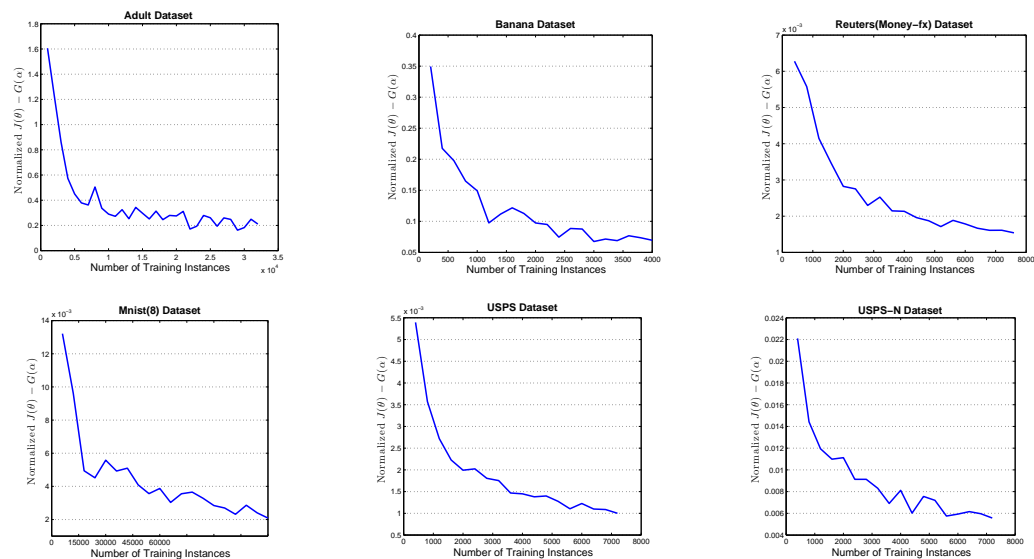 Adult Dataset
Normalized J(θ) − G(α)
1.8
1.6
1.4
1.2
1
0.8
0.6
0.4
0.2
0
0 0.5 1 1.5 2 2.5 3 3.5
x 10^4
Number of Training Instances
Banana Dataset
Normalized J(θ) − G(α)
0.4
0.35
0.3
0.25
0.2
0.15
0.1
0.05
0 500 1000 1500 2000 2500 3000 3500 4000
Number of Training Instances
Reuters(Money−fx) Dataset
x 10^−3
Normalized J(θ) − G(α)
7
6
5
4
3
2
1
0 1000 2000 3000 4000 5000 6000 7000 8000
Number of Training Instances
Mnist(8) Dataset
x 10^−3
Normalized J(θ) − G(α)
14
12
10
8
6
4
2
0 15000 30000 45000 60000
Number of Training Instances
USPS Dataset
x 10^−3
Normalized J(θ) − G(α)
5.5
5
4.5
4
3.5
3
2.5
2
1.5
1
0.5
0 1000 2000 3000 4000 5000 6000 7000 8000
Number of Training Instances
USPS−N Dataset
Normalized J(θ) − G(α)
0.024
0.022
0.02
0.018
0.016
0.014
0.012
0.01
0.008
0.006
0.004
0 1000 2000 3000 4000 5000 6000 7000 8000
Number of Training Instances